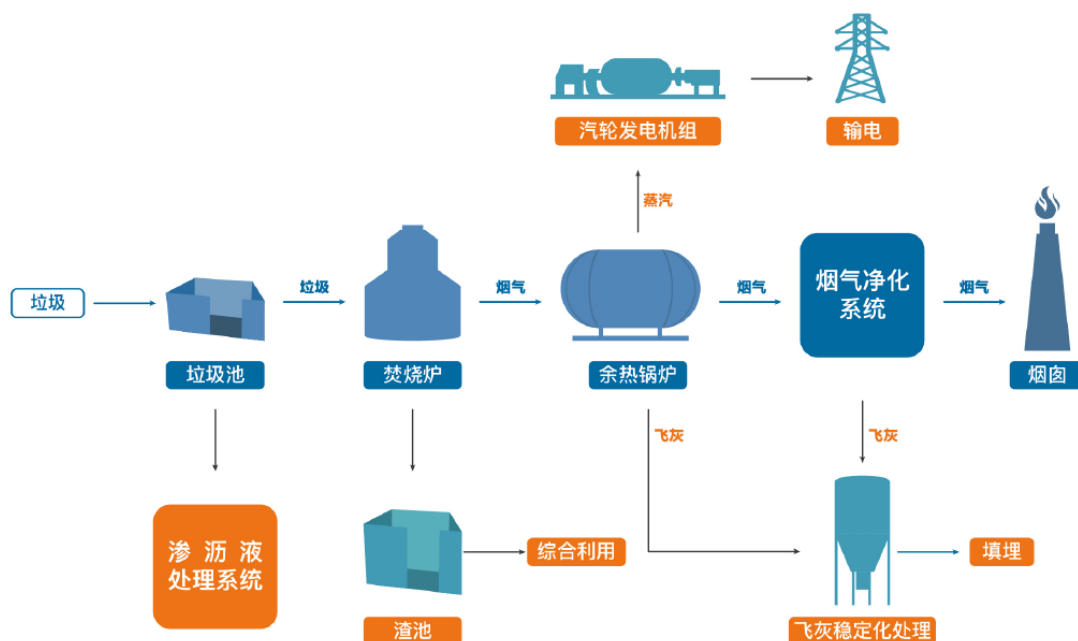 汽轮发电机组
输电
蒸汽
垃圾
垃圾
烟气
烟气
烟气净化
系统
烟气
垃圾池
焚烧炉
余热锅炉
烟囱
飞灰
飞灰
渗沥液
处理系统
综合利用
填埋
渣池
飞灰稳定化处理